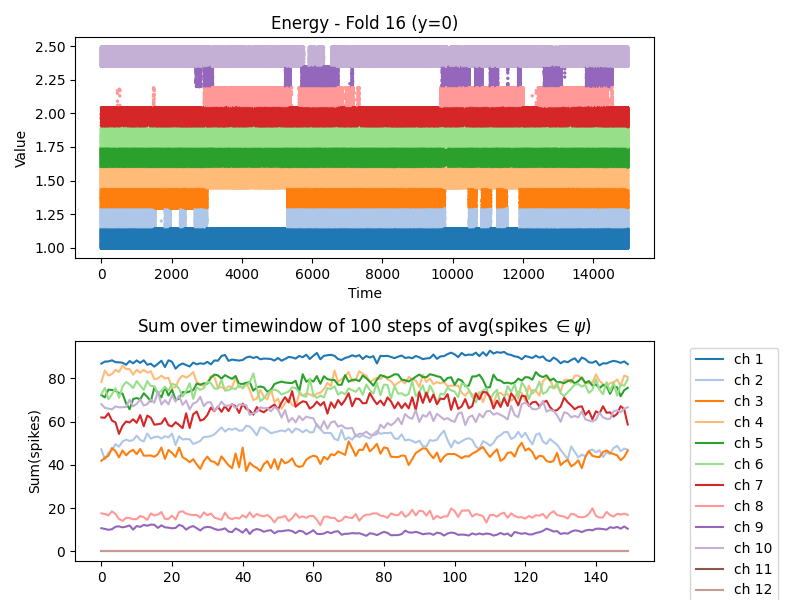 Energy - Fold 16 (y=0)
2.50
2.25
2.00
1.75
1.50
1.25
1.00
Value
0 2000 4000 6000 8000 10000 12000 14000
Time
Sum over timewindow of 100 steps of avg(spikes ∈ ψ)
80
60
40
20
0
Sum(spikes)
0 20 40 60 80 100 120 140
ch 1
ch 2
ch 3
ch 4
ch 5
ch 6
ch 7
ch 8
ch 9
ch 10
ch 11
ch 12